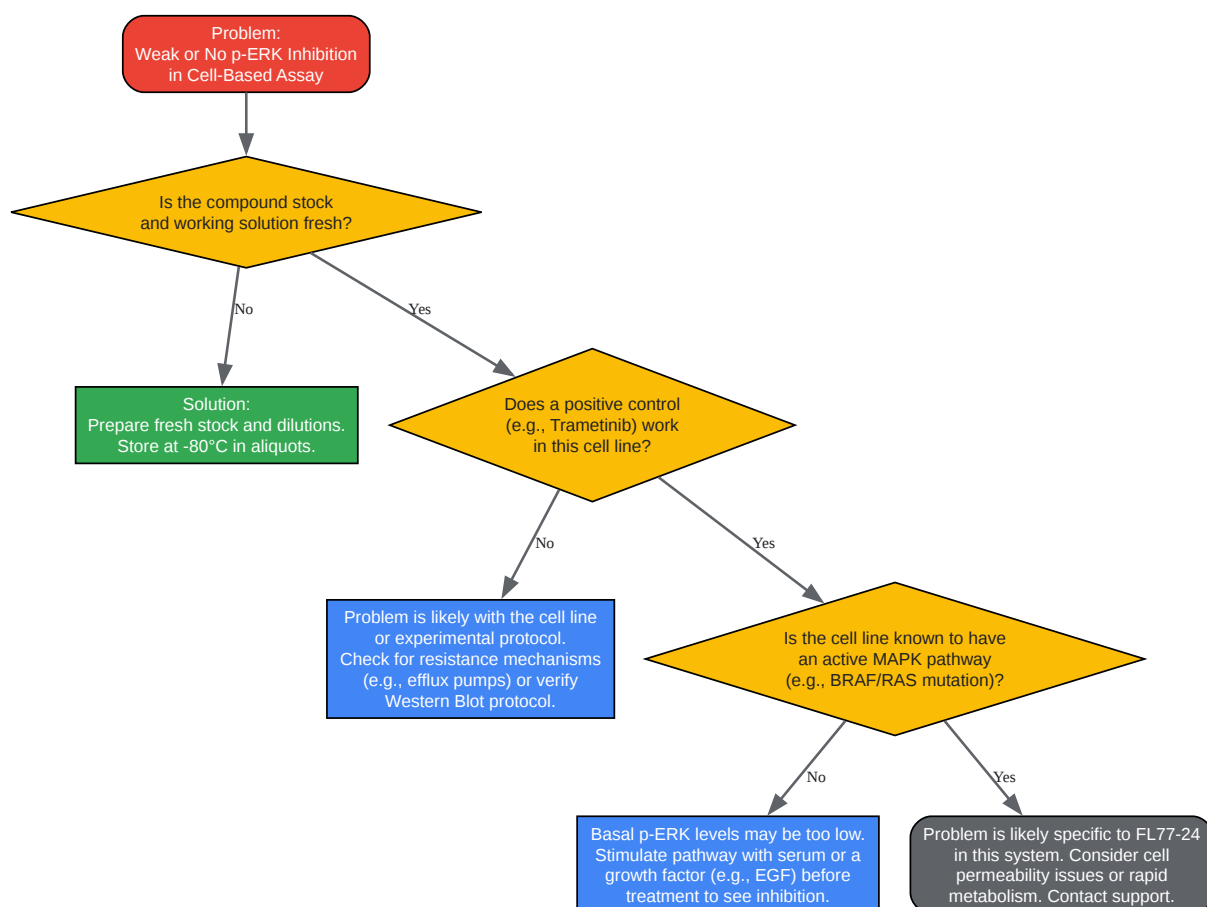 Problem:
Weak or No p-ERK Inhibition
in Cell-Based Assay
Is the compound stock
and working solution fresh?
No
Yes
Solution:
Prepare fresh stock and dilutions.
Store at -80°C in aliquots.
Does a positive control
(e.g., Trametinib) work
in this cell line?
No
Yes
Problem is likely with the cell line
or experimental protocol.
Check for resistance mechanisms
(e.g., efflux pumps) or verify
Western Blot protocol.
Is the cell line known to have
an active MAPK pathway
(e.g., BRAF/RAS mutation)?
No
Yes
Basal p-ERK levels may be too low.
Stimulate pathway with serum or a
growth factor (e.g., EGF) before
treatment to see inhibition.
Problem is likely specific to FL77-24
in this system. Consider cell
permeability issues or rapid
metabolism. Contact support.